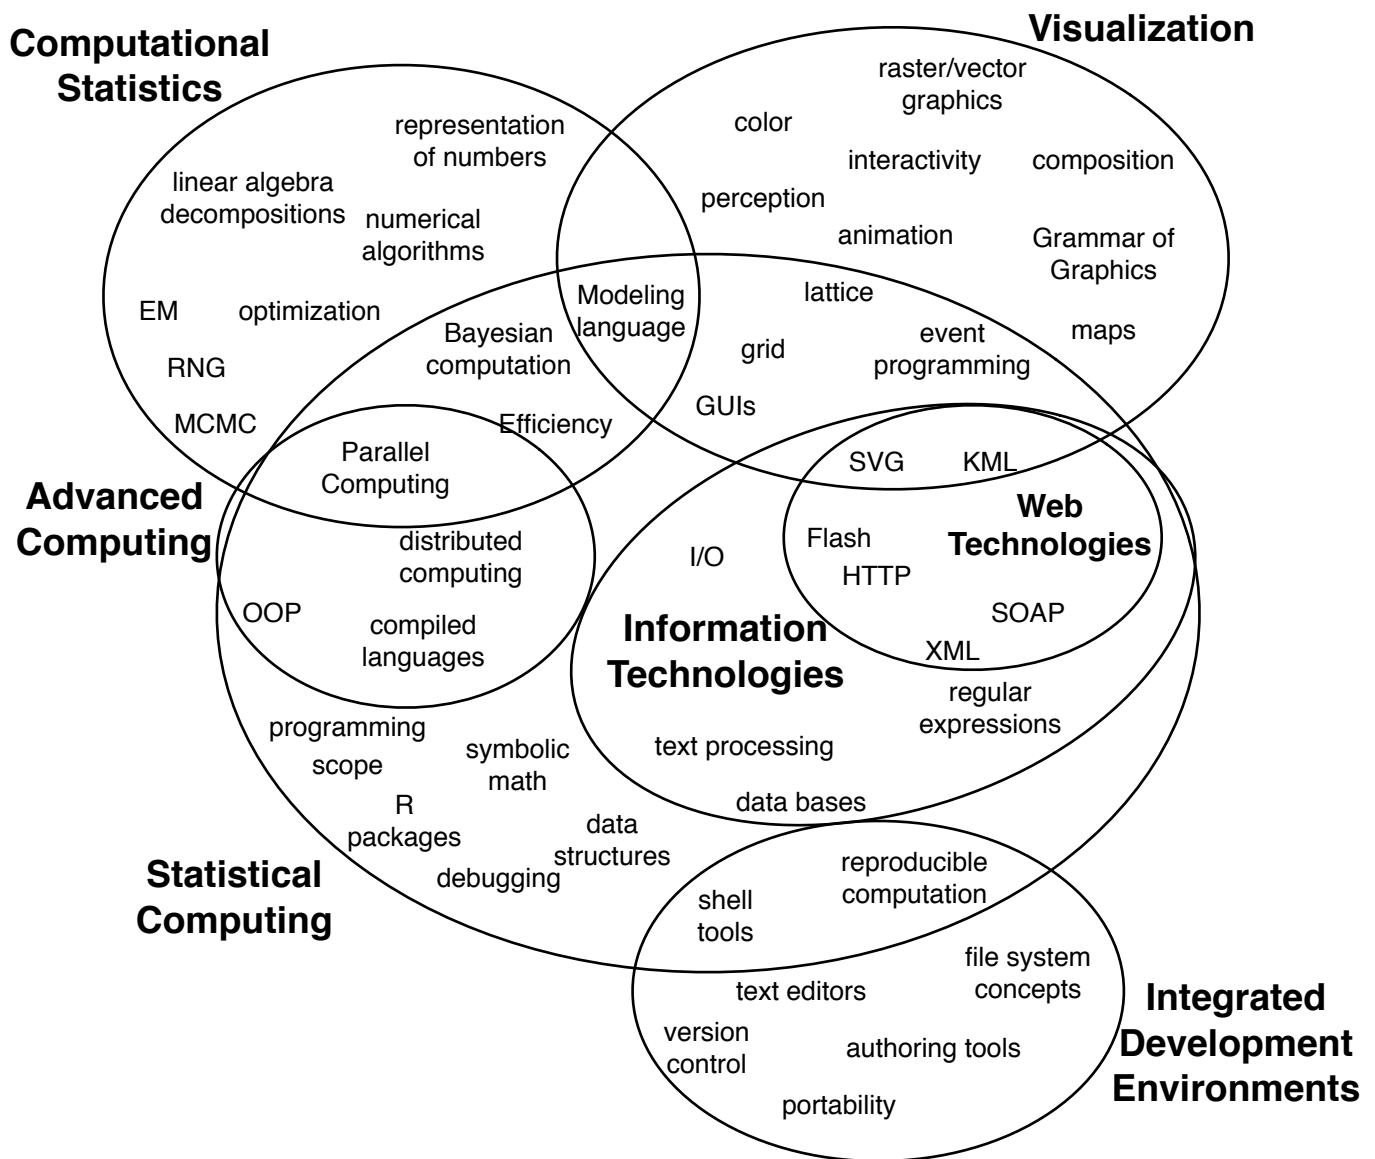 Computational
Statistics
Visualization
raster/vector
graphics
color
representation
of numbers
interactivity
composition
linear algebra
decompositions
perception
numerical
algorithms
animation
Grammar of
Graphics
EM
optimization
Modeling
language
lattice
Bayesian
computation
grid
event
programming
maps
RNG
GUIs
MCMC
Efficiency
Parallel
Computing
SVG
KML
Advanced
Computing
Web
Technologies
distributed
computing
I/O
Flash
HTTP
OOP
compiled
languages
Information
Technologies
SOAP
XML
regular
expressions
programming
scope
symbolic
math
text processing
R
packages
data bases
data
structures
debugging
Statistical
Computing
reproducible
computation
shell
tools
file system
concepts
text editors
Integrated
Development
Environments
version
control
authoring tools
portability